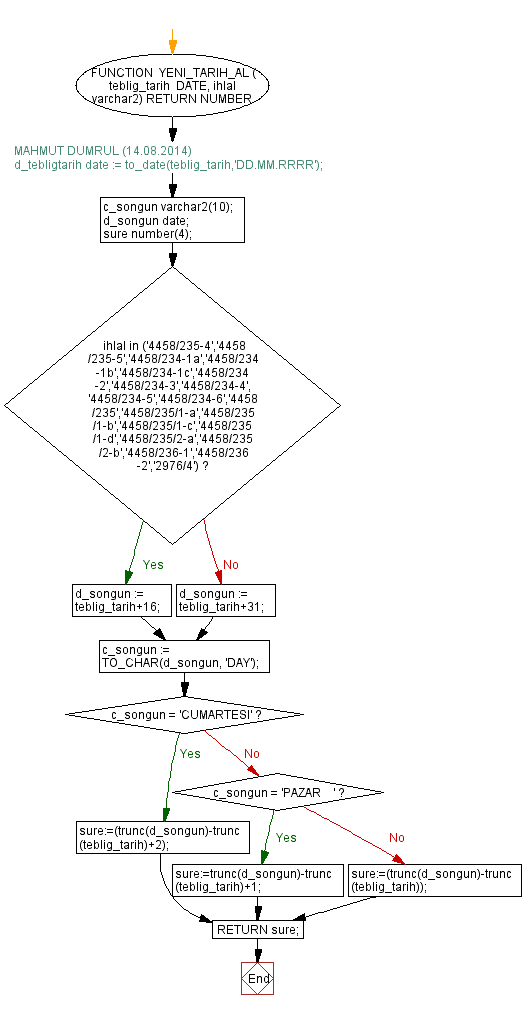 FUNCTION YENI_TARIH_AL (
teblig_tarih DATE, ihlal
varchar2) RETURN NUMBER
MAHMUT DUMRUL (14.08.2014)
d_tebligtarih date := to_date(teblig_tarih,'DD.MM.RRRR');
c_songun varchar2(10);
d_songun date;
sure number(4);
ihlal in ('4458/235-4','4458
/235-5','4458/234-1a','4458/234
-1b','4458/234-1c','4458/234
-2','4458/234-3','4458/234-4',
'4458/234-5','4458/234-6','4458
/235','4458/235/1-a','4458/235
/1-b','4458/235/1-c','4458/235
/1-d','4458/235/2-a','4458/235
/2-b','4458/236-1','4458/236
-2','2976/4') ?
Yes
No
d_songun :=
teblig_tarih+16;
d_songun :=
teblig_tarih+31;
c_songun :=
TO_CHAR(d_songun, 'DAY');
c_songun = 'CUMARTESI' ?
Yes
No
c_songun = 'PAZAR    ' ?
sure:=(trunc(d_songun)-trunc
(teblig_tarih)+2);
Yes
No
sure:=trunc(d_songun)-trunc
(teblig_tarih)+1;
sure:=(trunc(d_songun)-trunc
(teblig_tarih));
RETURN sure;
End